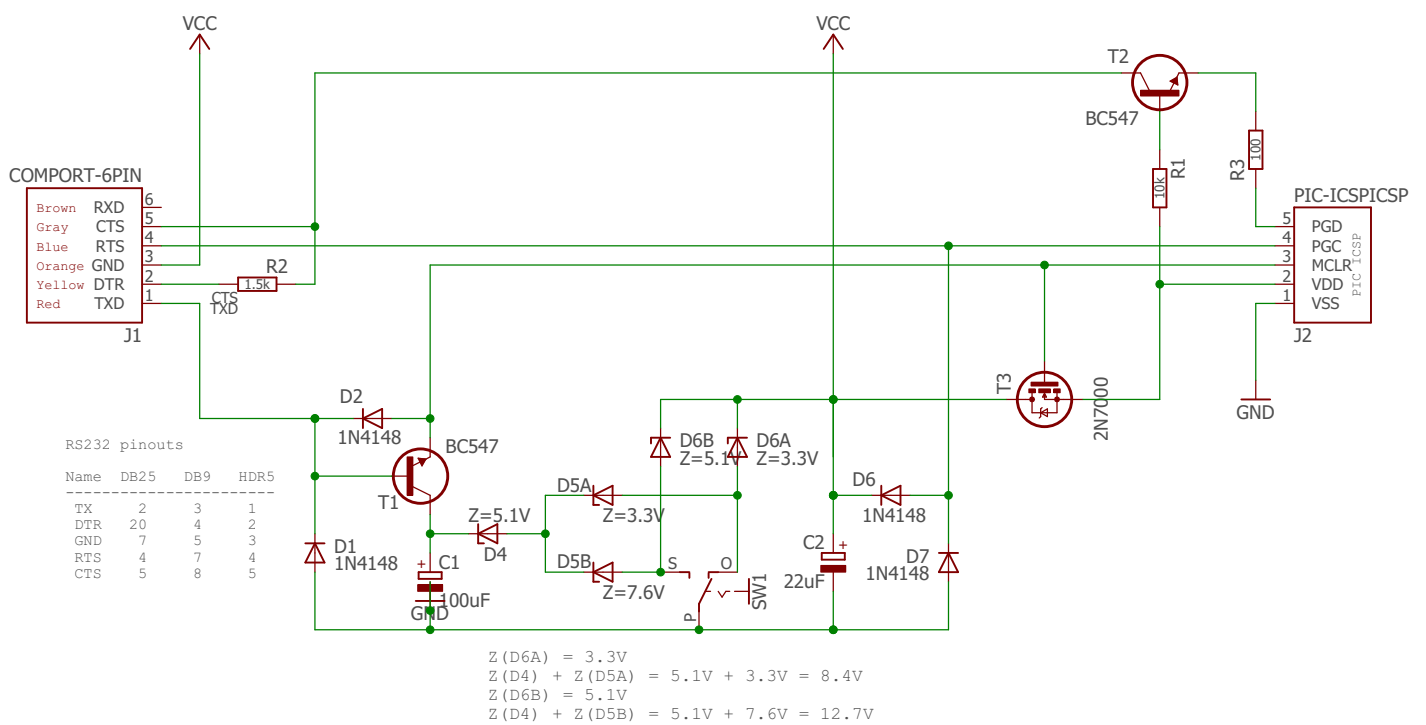 VCC
VCC
T2
BC547
R1
10k
R3
100
COMPORT-6PIN
Brown RXD 6
Gray CTS 5
Blue RTS 4
Orange GND 3
Yellow DTR 2
Red TXD 1
J1
R2
1.5k
CTS
TXD
PIC-ICSPICSP
5 PGD
4 PGC
3 MCLR
2 VDD
1 VSS
PIC ICSP
J2
GND
T3
2N7000
D2
1N4148
BC547
T1
D1
1N4148
C1
100uF
GND
Z=5.1V
D4
D5A
Z=3.3V
D5B
Z=7.6V
D6B
Z=5.1V
D6A
Z=3.3V
S
O
P
SW1
C2
22uF
D6
1N4148
D7
1N4148
RS232 pinouts
Name DB25 DB9 HDR5
------------------------
TX 2 3 1
DTR 20 4 2
GND 7 5 3
RTS 4 7 4
CTS 5 8 5
Z(D6A) = 3.3V
Z(D4) + Z(D5A) = 5.1V + 3.3V = 8.4V
Z(D6B) = 5.1V
Z(D4) + Z(D5B) = 5.1V + 7.6V = 12.7V